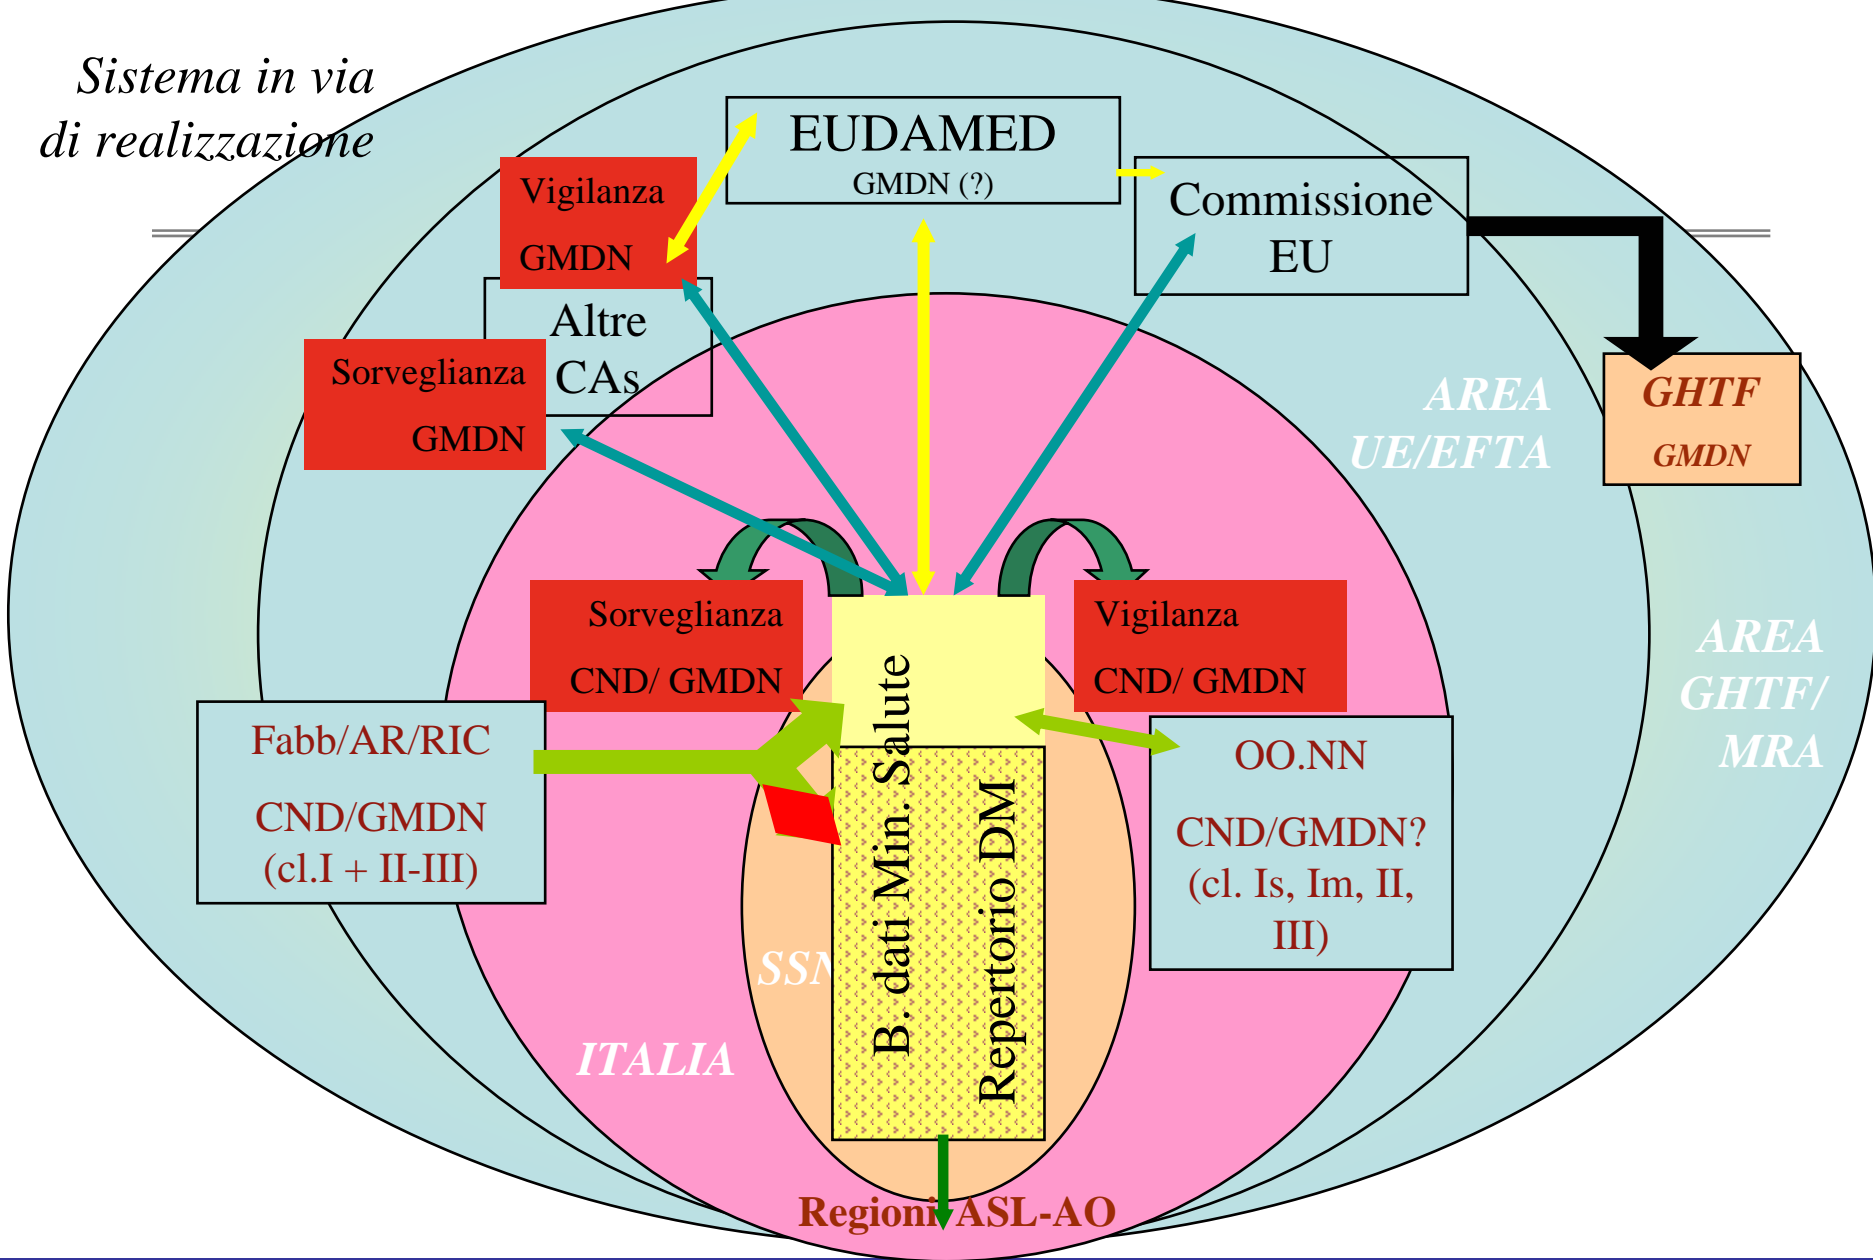 Sistema in via
di realizzazione
EUDAMED
GMDN (?)
Vigilanza
GMDN
Commissione
EU
Altre
CAs
Sorveglianza
GMDN
GHTF
GMDN
AREA
UE/EFTA
Sorveglianza
CND/ GMDN
Vigilanza
CND/ GMDN
AREA
GHTF/
MRA
Fabb/AR/RIC
CND/GMDN
(cl.I + II-III)
B. dati Min. Salute
Repertorio DM
OO.NN
CND/GMDN?
(cl. Is, Im, II,
III)
SSN
ITALIA
Regioni ASL-AO